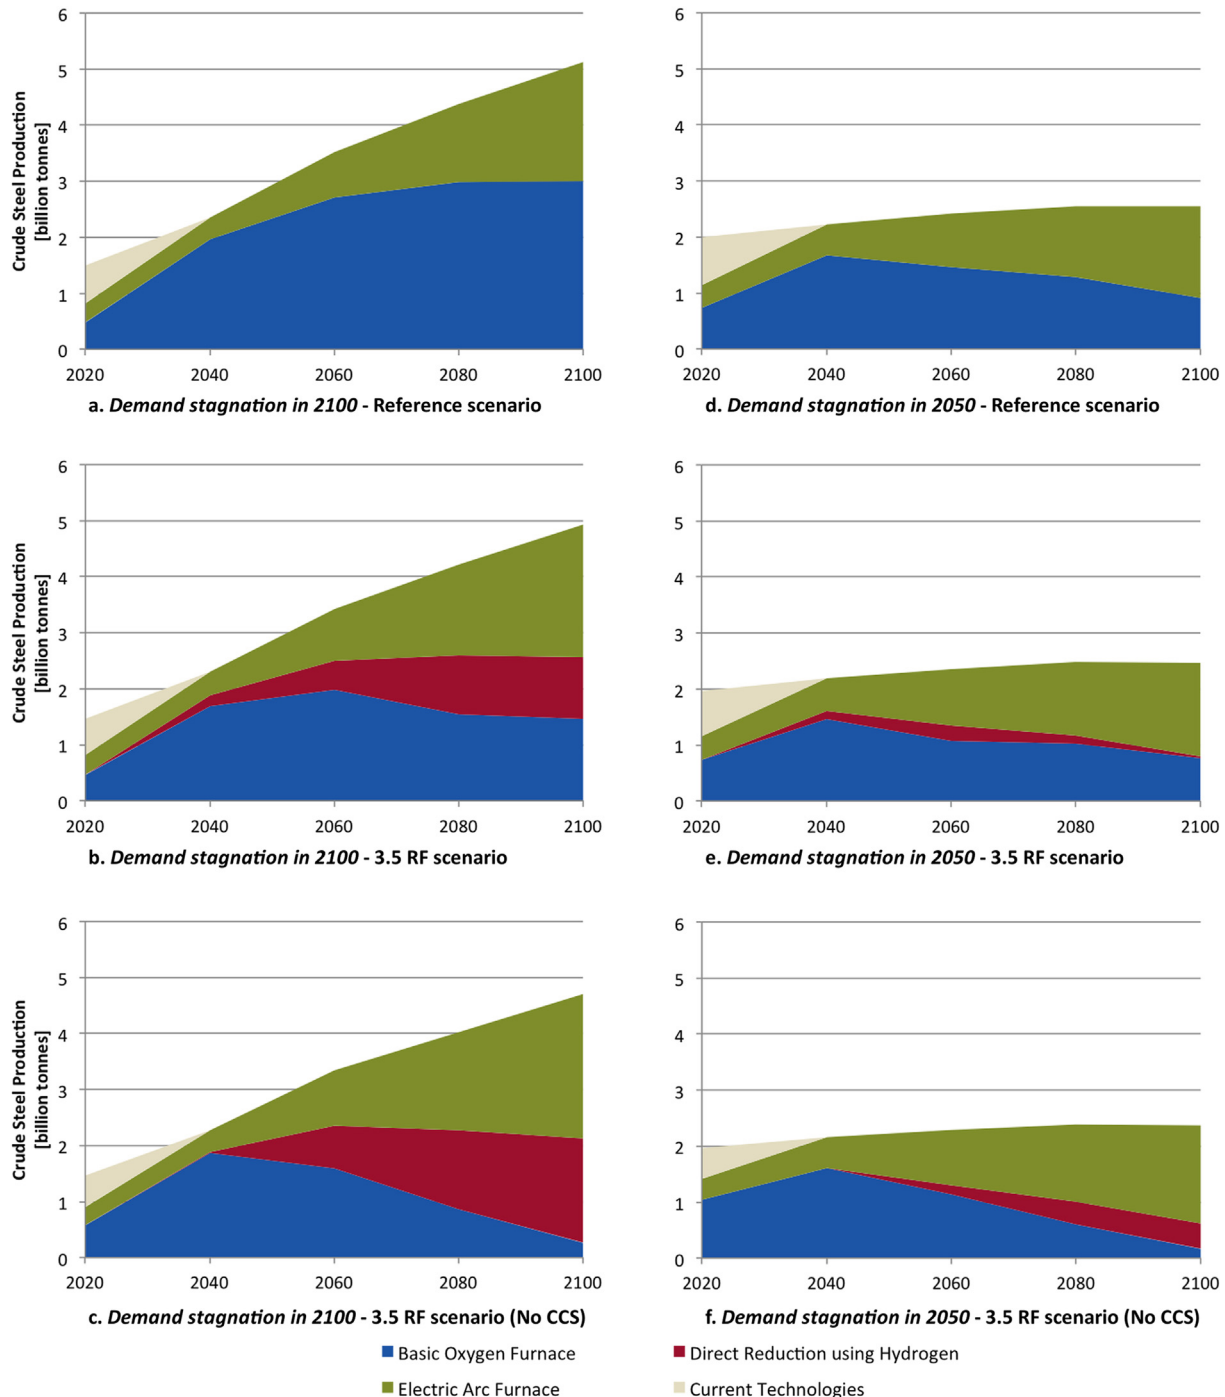 Crude Steel Production
[billion tonnes]
6
5
4
3
2
1
0
2020 2040 2060 2080 2100
a. Demand stagnation in 2100 - Reference scenario
6
5
4
3
2
1
0
2020 2040 2060 2080 2100
d. Demand stagnation in 2050 - Reference scenario
Crude Steel Production
[billion tonnes]
6
5
4
3
2
1
0
2020 2040 2060 2080 2100
b. Demand stagnation in 2100 - 3.5 RF scenario
6
5
4
3
2
1
0
2020 2040 2060 2080 2100
e. Demand stagnation in 2050 - 3.5 RF scenario
Crude Steel Production
[billion tonnes]
6
5
4
3
2
1
0
2020 2040 2060 2080 2100
c. Demand stagnation in 2100 - 3.5 RF scenario (No CCS)
6
5
4
3
2
1
0
2020 2040 2060 2080 2100
f. Demand stagnation in 2050 - 3.5 RF scenario (No CCS)
Basic Oxygen Furnace
Direct Reduction using Hydrogen
Electric Arc Furnace
Current Technologies